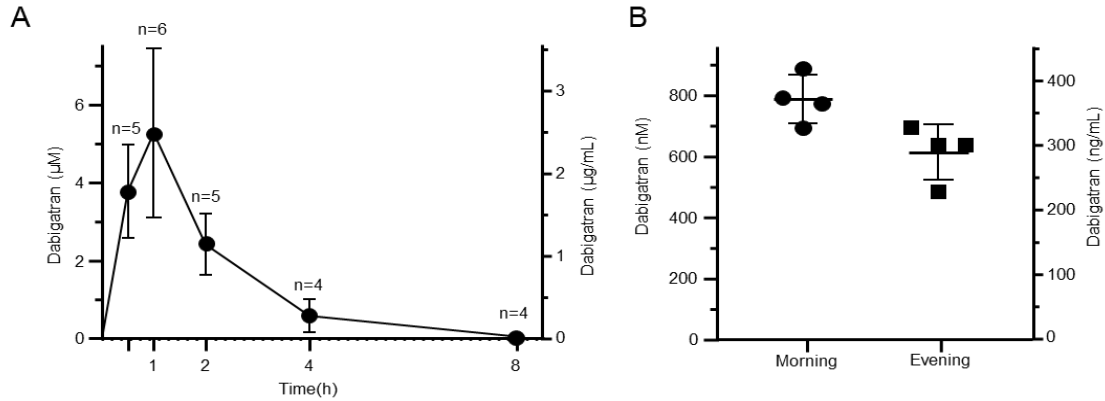 A
n=6
n=5
n=5
n=4
n=4
Dabigatran (µM)
6
4
2
0
3
2
1
0
Dabigatran (µg/mL)
1
2
4
8
Time(h)
B
Dabigatran (nM)
800
600
400
200
0
400
300
200
100
0
Dabigatran (ng/mL)
Morning
Evening